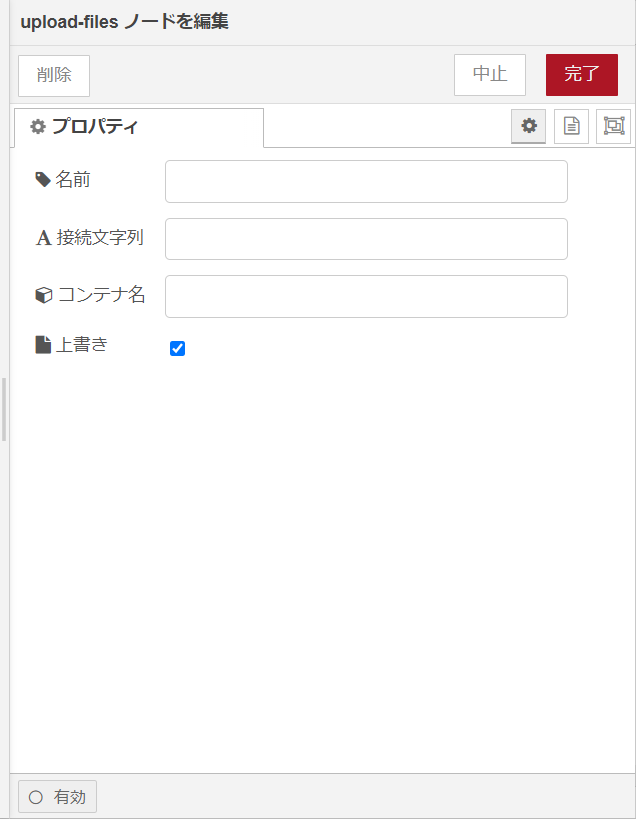 upload-files ノードを編集
削除
中止
完了
プロパティ
名前
接続文字列
コンテナ名
上書き
有効